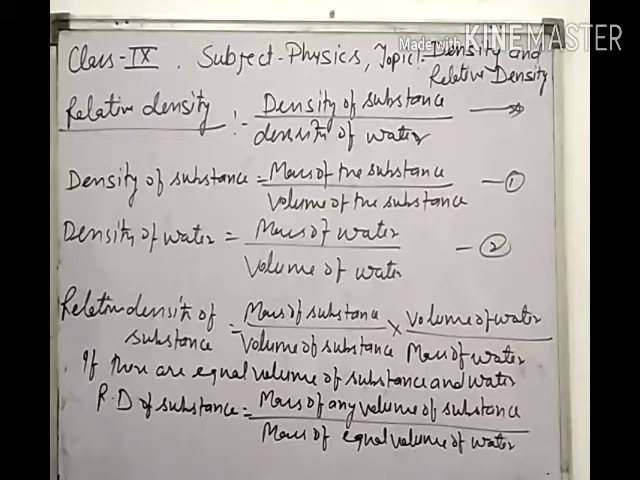 Made with KINEMASTER
Class-IX. Subject-Physics, Topic:- Density and
Relative Density
Relative density :- Density of substance / density of water
Density of substance = Mass of the substance / Volume of the substance — ①
Density of water = Mass of water / Volume of water — ②
Relative density of substance = Mass of substance / Volume of substance × Volume of water / Mass of water
If there are equal volume of substance and water
R.D of substance = Mass of any volume of substance / Mass of equal volume of water